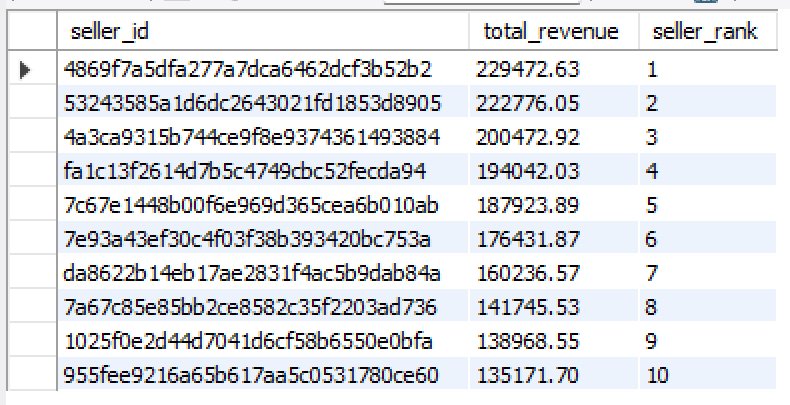 seller_id total_revenue seller_rank
4869f7a5dfa277a7dca6462dcf3b52b2 229472.63 1
53243585a1d6dc2643021fd1853d8905 222776.05 2
4a3ca9315b744ce9f8e9374361493884 200472.92 3
fa1c13f2614d7b5c4749cbc52fecda94 194042.03 4
7c67e1448b00f6e969d365cea6b010ab 187923.89 5
7e93a43ef30c4f03f38b393420bc753a 176431.87 6
da8622b14eb17ae2831f4ac5b9dab84a 160236.57 7
7a67c85e85bb2ce8582c35f2203ad736 141745.53 8
1025f0e2d44d7041d6cf58b6550e0bfa 138968.55 9
955fee9216a65b617aa5c0531780ce60 135171.70 10